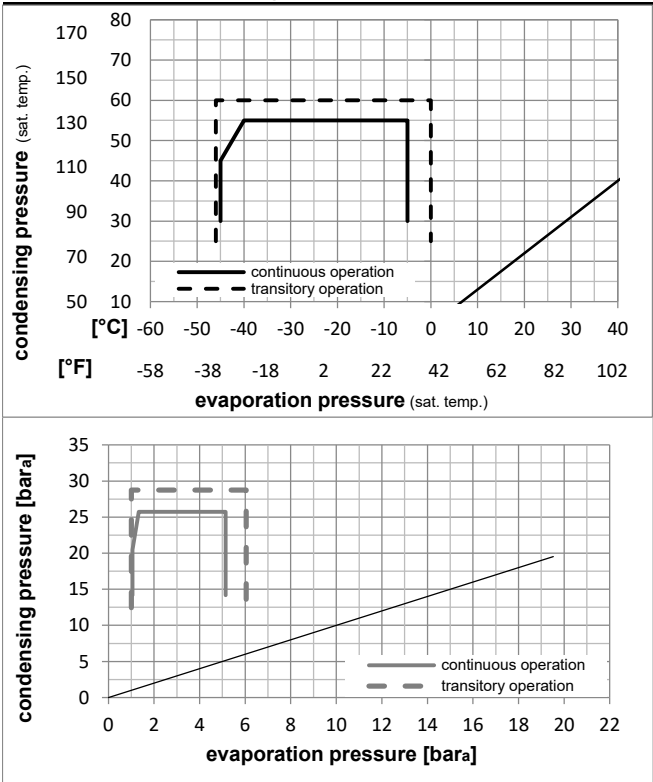 condensing pressure (sat. temp.)
170 80
70
150
60
130 50
110 40
90 30
70 20
50 10
continuous operation
transitory operation
[°C] -60 -50 -40 -30 -20 -10 0 10 20 30 40
[°F] -58 -38 -18 2 22 42 62 82 102
evaporation pressure (sat. temp.)
condensing pressure [bara]
35
30
25
20
15
10
5
0
continuous operation
transitory operation
0 2 4 6 8 10 12 14 16 18 20 22
evaporation pressure [bara]